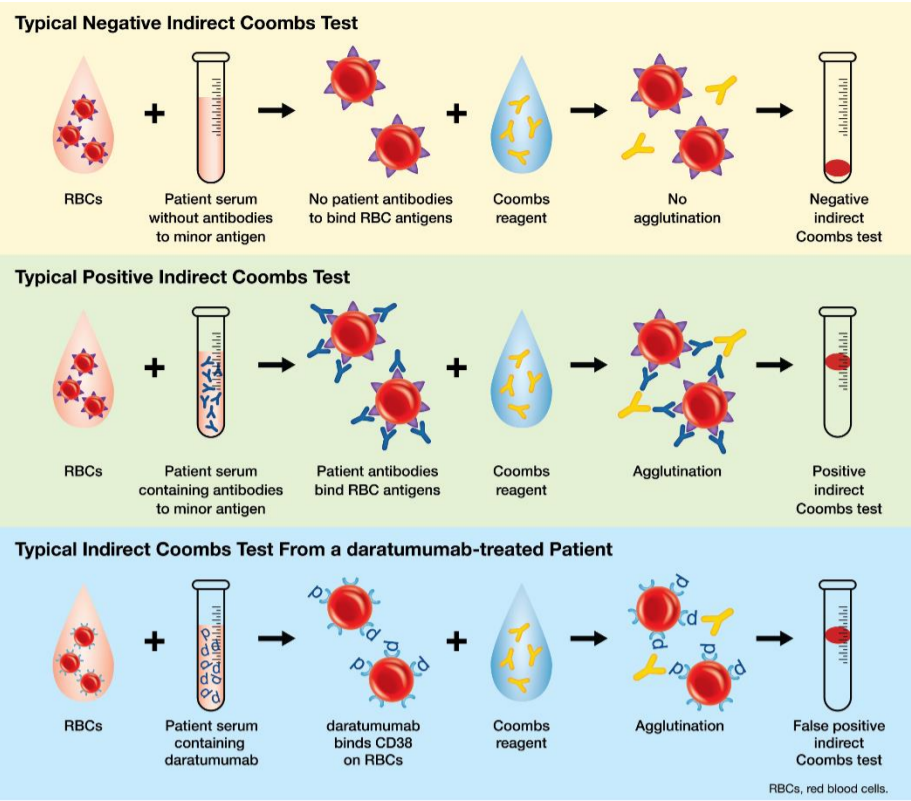 Typical Negative Indirect Coombs Test
RBCs
Patient serum
without antibodies
to minor antigen
No patient antibodies
to bind RBC antigens
Coombs
reagent
No
agglutination
Negative
indirect
Coombs test
Typical Positive Indirect Coombs Test
RBCs
Patient serum
containing antibodies
to minor antigen
Patient antibodies
bind RBC antigens
Coombs
reagent
Agglutination
Positive
indirect
Coombs test
Typical Indirect Coombs Test From a daratumumab-treated Patient
RBCs
Patient serum
containing
daratumumab
daratumumab
binds CD38
on RBCs
Coombs
reagent
Agglutination
False positive
indirect
Coombs test
RBCs, red blood cells.